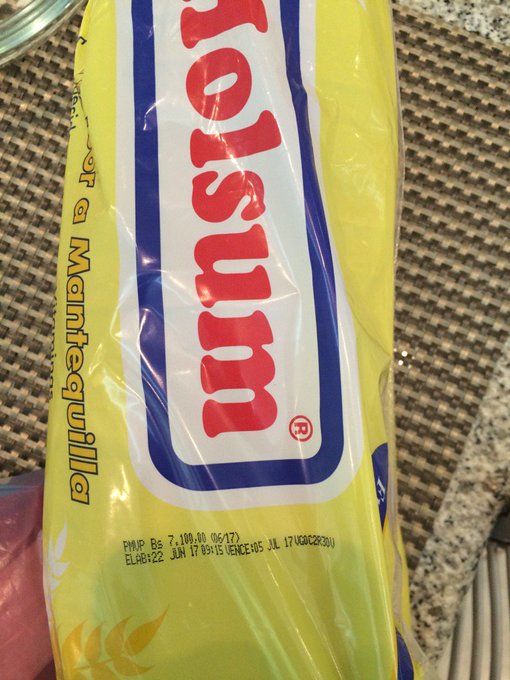 Holsum®
Sabor a Mantequilla
PMVP Bs 7.100,00 (06/17)
ELAB:22 JUN 17 09:15 VENCE:05 JUL 17